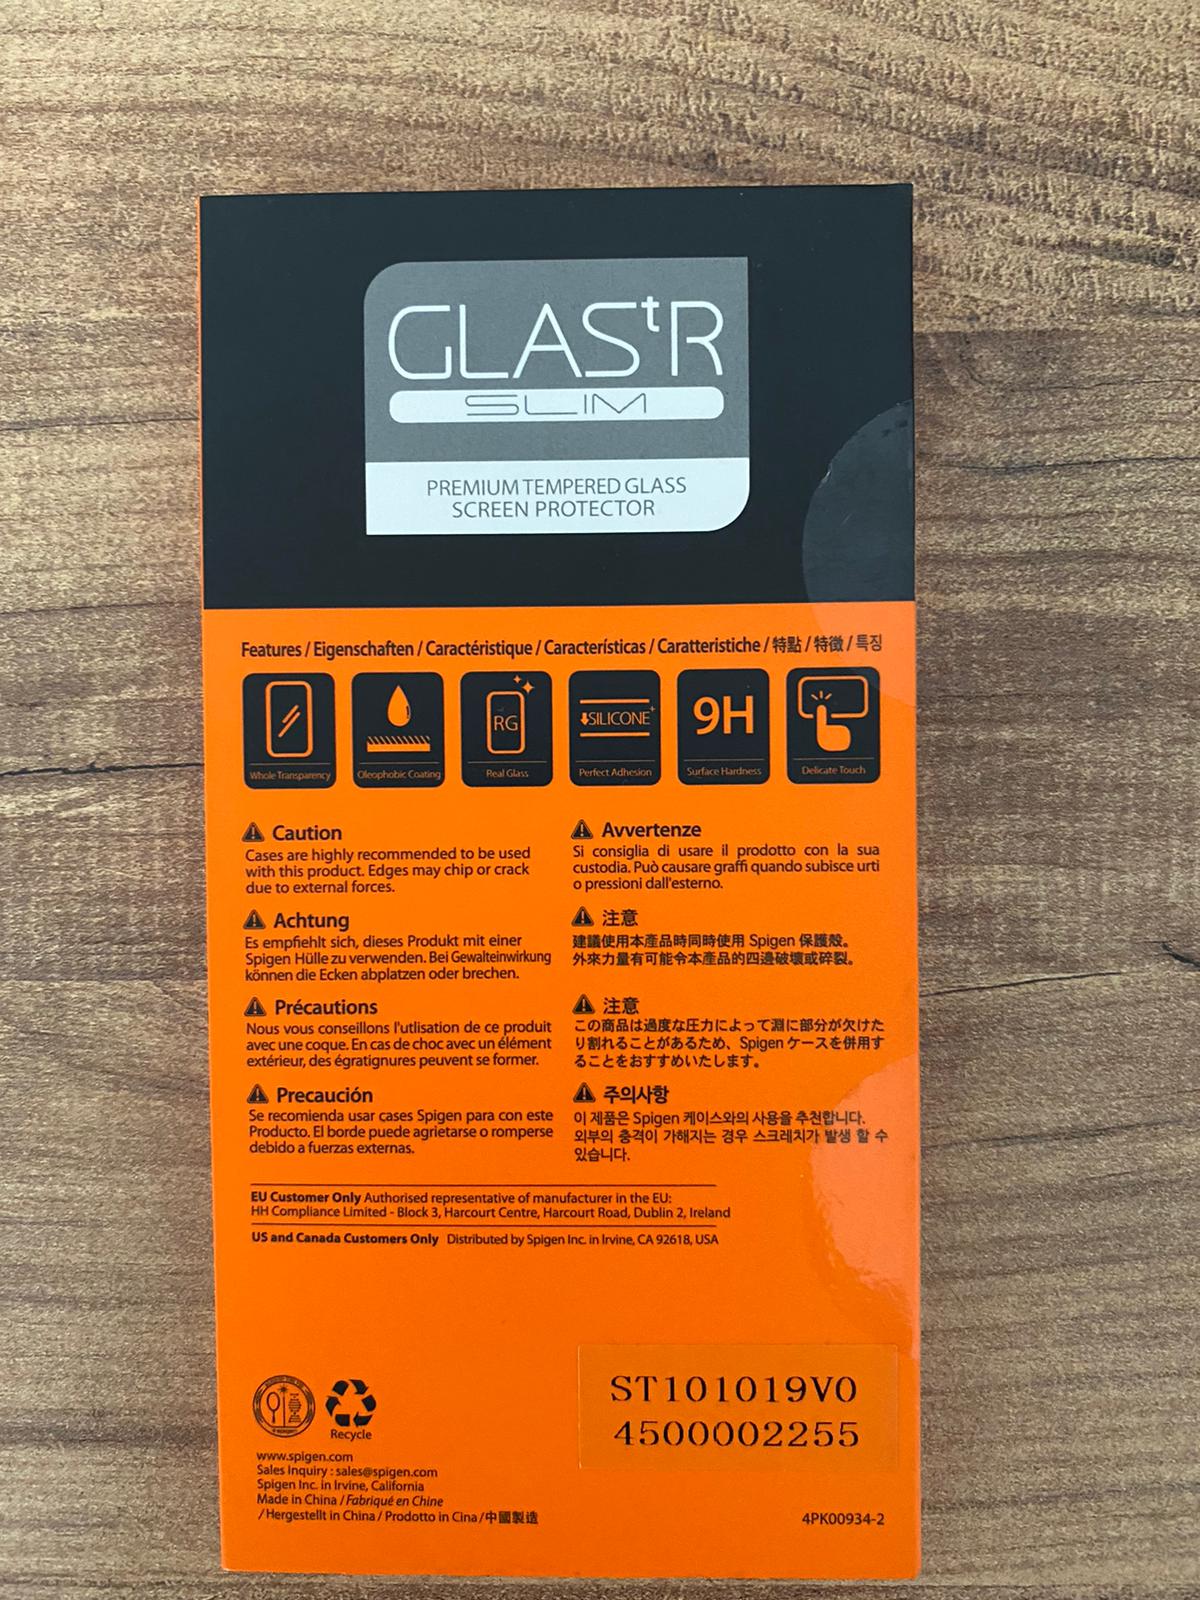 GLAStR
SLIM
PREMIUM TEMPERED GLASS
SCREEN PROTECTOR
Features / Eigenschaften / Caractéristique / Características / Caratteristiche / 特點 / 特徴 / 특징
RG
SILICONE+
9H
Whole Transparency
Oleophobic Coating
Real Glass
Perfect Adhesion
Surface Hardness
Delicate Touch
Caution
Cases are highly recommended to be used
with this product. Edges may chip or crack
due to external forces.
Achtung
Es empfiehlt sich, dieses Produkt mit einer
Spigen Hülle zu verwenden. Bei Gewalteinwirkung
können die Ecken abplatzen oder brechen.
Précautions
Nous vous conseillons l'utlisation de ce produit
avec une coque. En cas de choc avec un élément
extérieur, des égratignures peuvent se former.
Precaución
Se recomienda usar cases Spigen para con este
Producto. El borde puede agrietarse o romperse
debido a fuerzas externas.
Avvertenze
Si consiglia di usare il prodotto con la sua
custodia. Può causare graffi quando subisce urti
o pressioni dall'esterno.
注意
建議使用本產品時同時使用 Spigen 保護殼。
外來力量有可能令本產品的四邊破壞或碎裂。
注意
この商品は過度な圧力によって淵に部分が欠けた
り割れることがあるため、Spigen ケースを併用す
ることをおすすめいたします。
주의사항
이 제품은 Spigen 케이스와의 사용을 추천합니다.
외부의 충격이 가해지는 경우 스크레치가 발생 할 수
있습니다.
EU Customer Only Authorised representative of manufacturer in the EU:
HH Compliance Limited - Block 3, Harcourt Centre, Harcourt Road, Dublin 2, Ireland
US and Canada Customers Only Distributed by Spigen Inc. in Irvine, CA 92618, USA
Recycle
www.spigen.com
Sales Inquiry : sales@spigen.com
Spigen Inc. in Irvine, California
Made in China / Fabriqué en Chine
/ Hergestellt in China / Prodotto in Cina / 中國製造
ST101019V0
4500002255
4PK00934-2